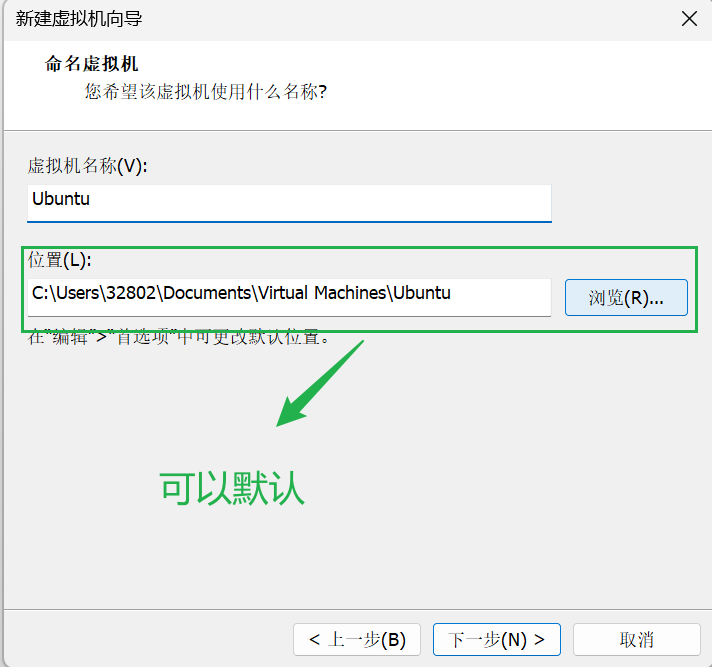 新建虚拟机向导
命名虚拟机
您希望该虚拟机使用什么名称?
虚拟机名称(V):
Ubuntu
位置(L):
C:\Users\32802\Documents\Virtual Machines\Ubuntu
浏览(R)...
在"编辑">"首选项"中可更改默认位置。
可以默认
< 上一步(B)
下一步(N) >
取消